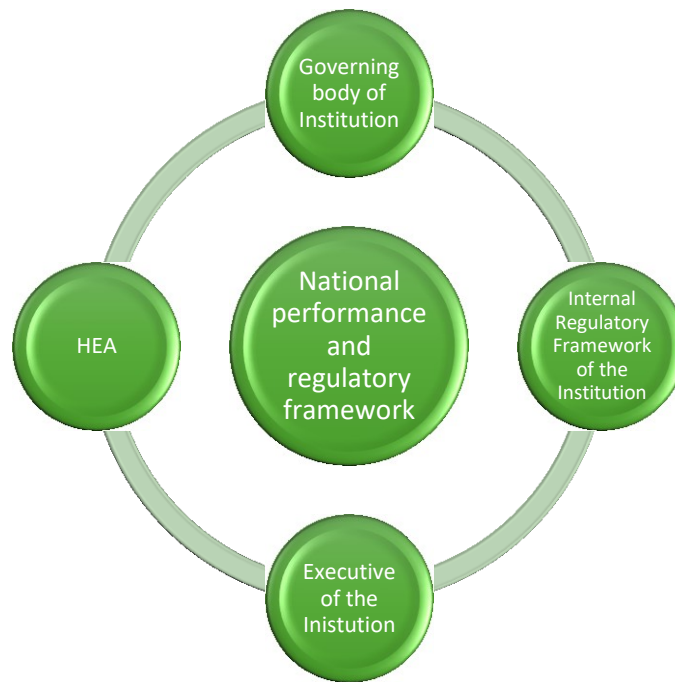 Governing
body of
Institution
HEA
National
performance
and
regulatory
framework
Internal
Regulatory
Framework
of the
Institution
Executive
of the
Inistution